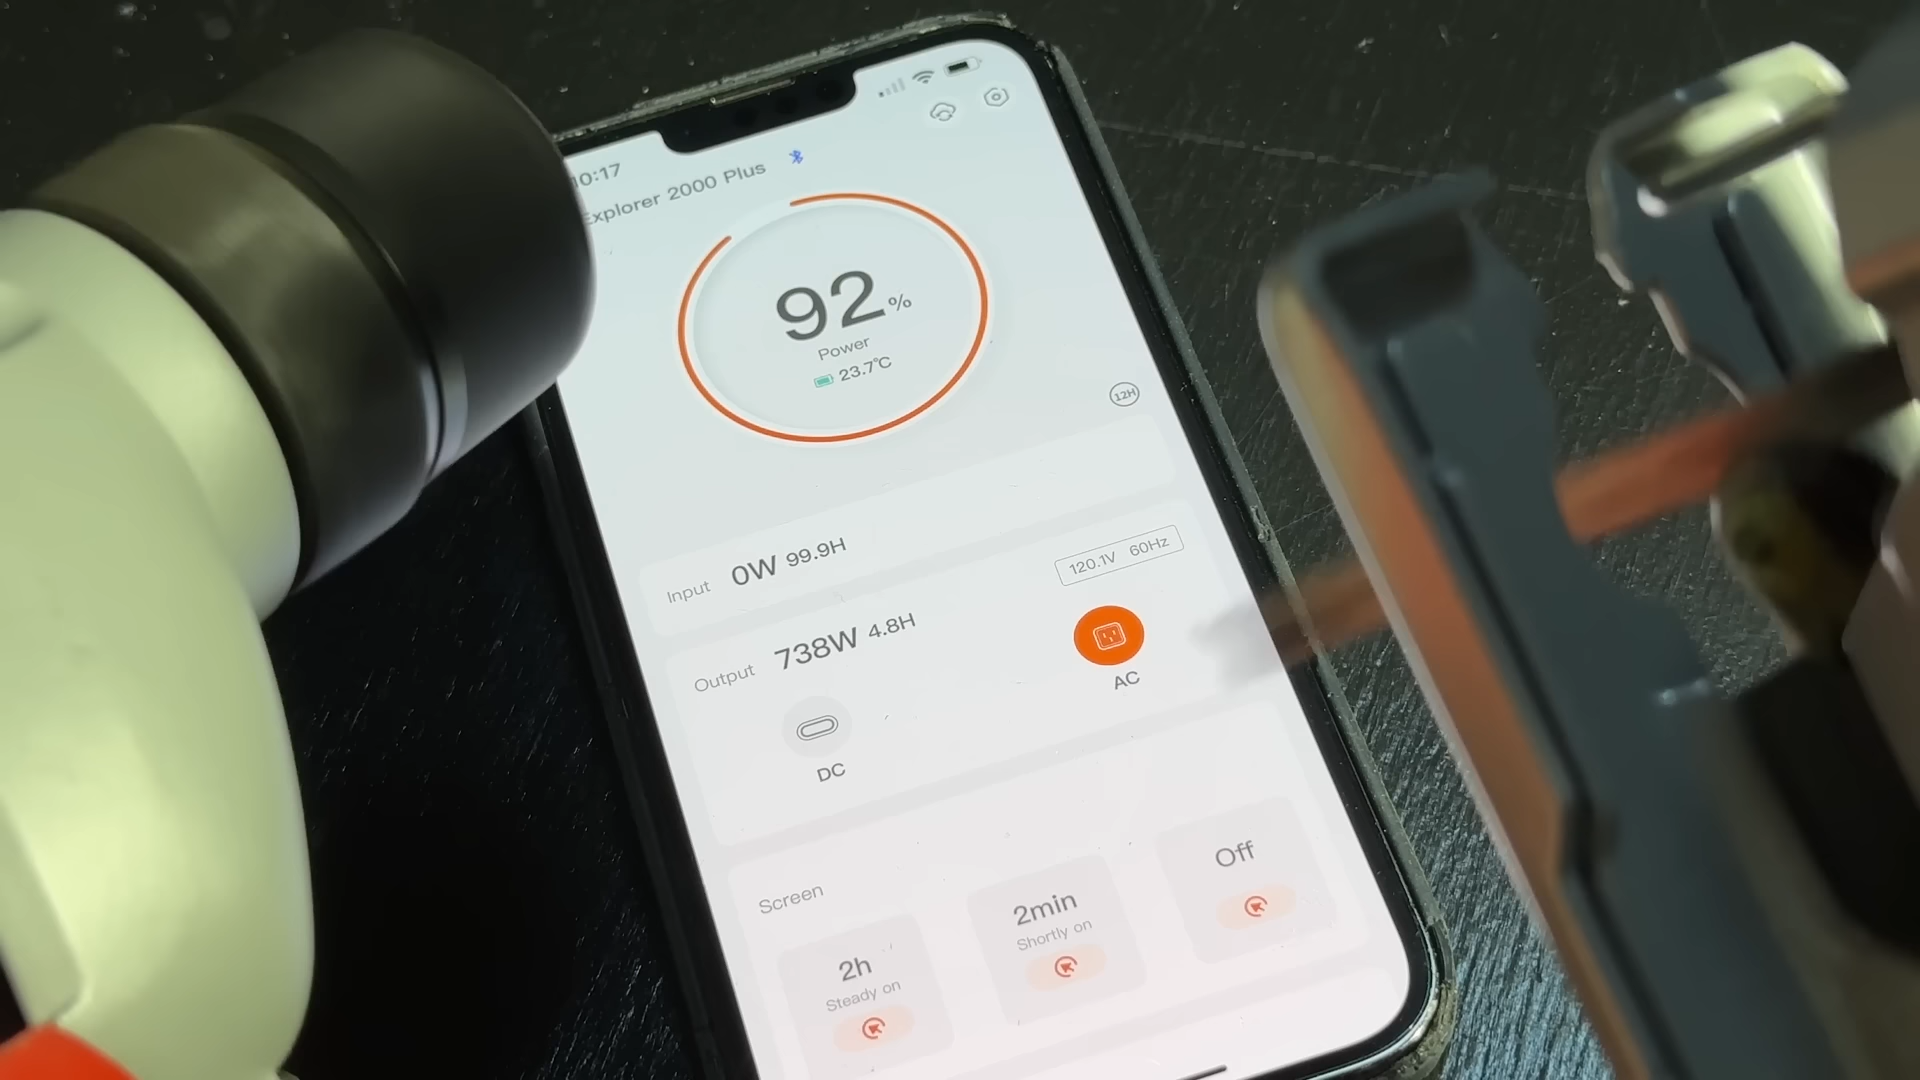 10:17
Explorer 2000 Plus
92%
Power
23.7℃
12H
Input 0W 99.9H
120.1V 60Hz
Output 738W 4.8H
AC
DC
Screen
2h
Steady on
2min
Shortly on
Off